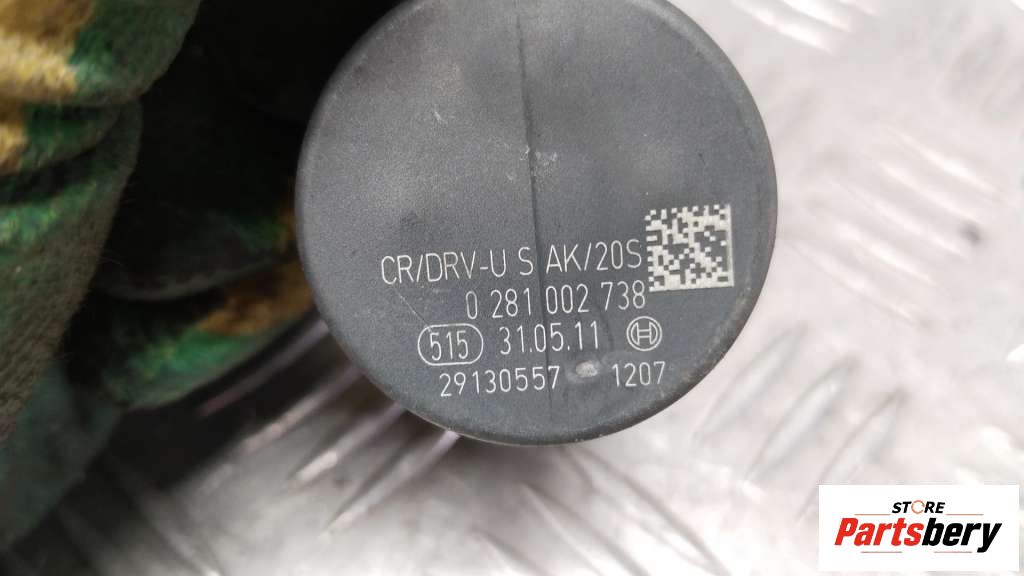 CR/DRV-U S AK/20S
0 281 002 738
515 31.05.11
29130557 1207
STORE
Partsbery